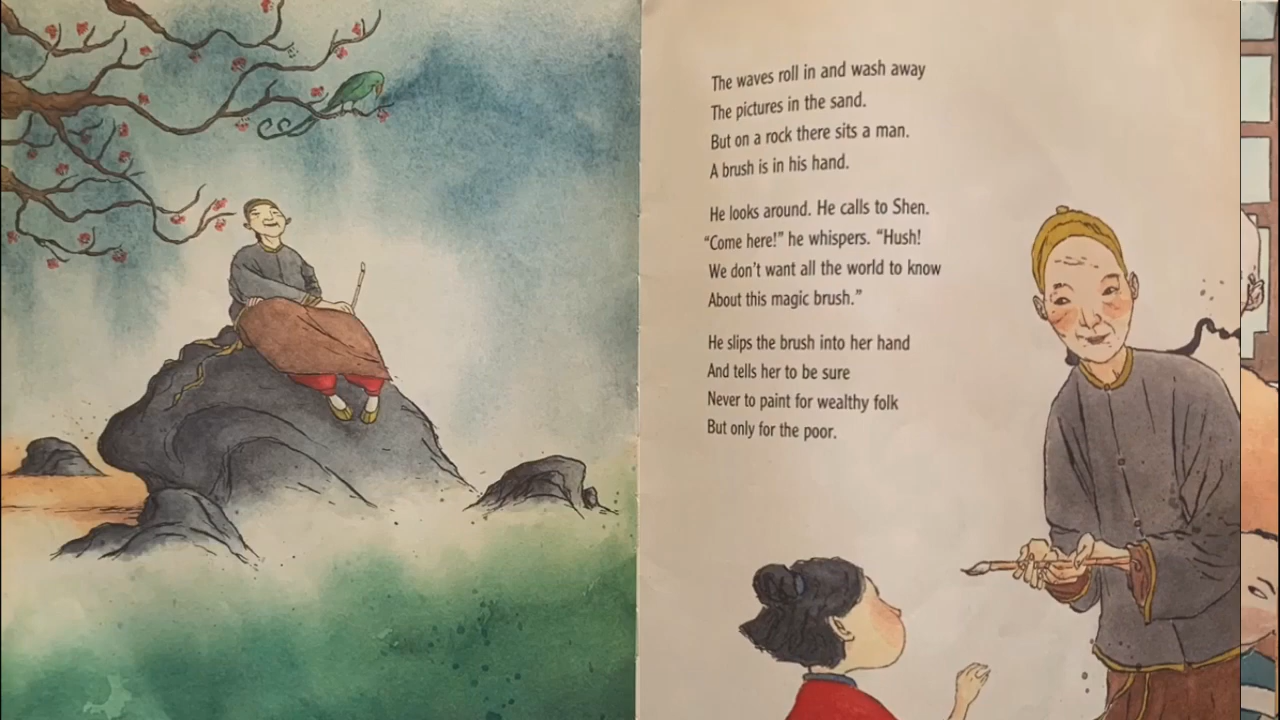 The waves roll in and wash away
The pictures in the sand.
But on a rock there sits a man.
A brush is in his hand.
He looks around. He calls to Shen.
“Come here!” he whispers. “Hush!
We don’t want all the world to know
About this magic brush.”
He slips the brush into her hand
And tells her to be sure
Never to paint for wealthy folk
But only for the poor.